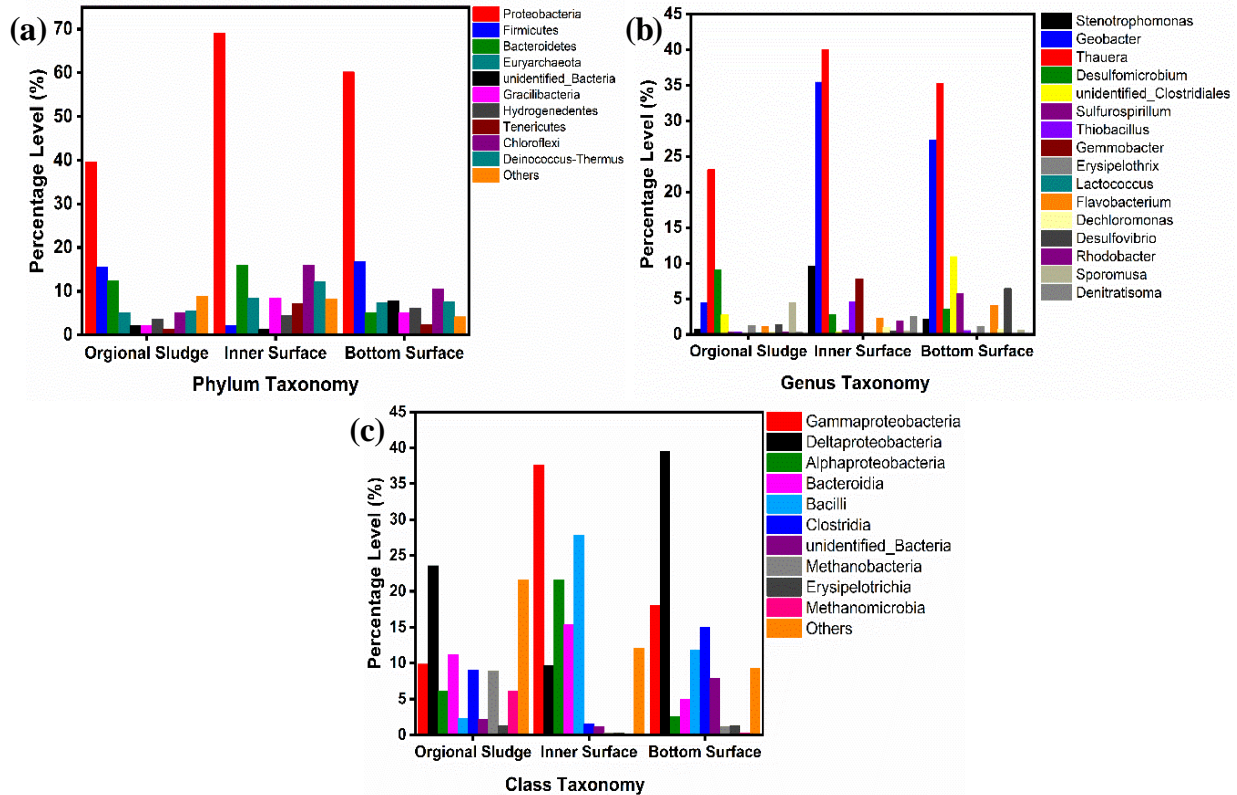 (a)
Percentage Level (%)
70
60
50
40
30
20
10
0
Orgional Sludge
Inner Surface
Bottom Surface
Phylum Taxonomy
Proteobacteria
Firmicutes
Bacteroidetes
Euryarchaeota
unidentified_Bacteria
Gracilibacteria
Hydrogenedentes
Tenericutes
Chloroflexi
Deinococcus-Thermus
Others
(b)
Percentage Level (%)
45
40
35
30
25
20
15
10
5
0
Orgional Sludge
Inner Surface
Bottom Surface
Genus Taxonomy
Stenotrophomonas
Geobacter
Thauera
Desulfomicrobium
unidentified_Clostridiales
Sulfurospirillum
Thiobacillus
Gemmobacter
Erysipelothrix
Lactococcus
Flavobacterium
Dechloromonas
Desulfovibrio
Rhodobacter
Sporomusa
Denitratisoma
(c)
Percentage Level (%)
45
40
35
30
25
20
15
10
5
0
Orgional Sludge
Inner Surface
Bottom Surface
Class Taxonomy
Gammaproteobacteria
Deltaproteobacteria
Alphaproteobacteria
Bacteroidia
Bacilli
Clostridia
unidentified_Bacteria
Methanobacteria
Erysipelotrichia
Methanomicrobia
Others